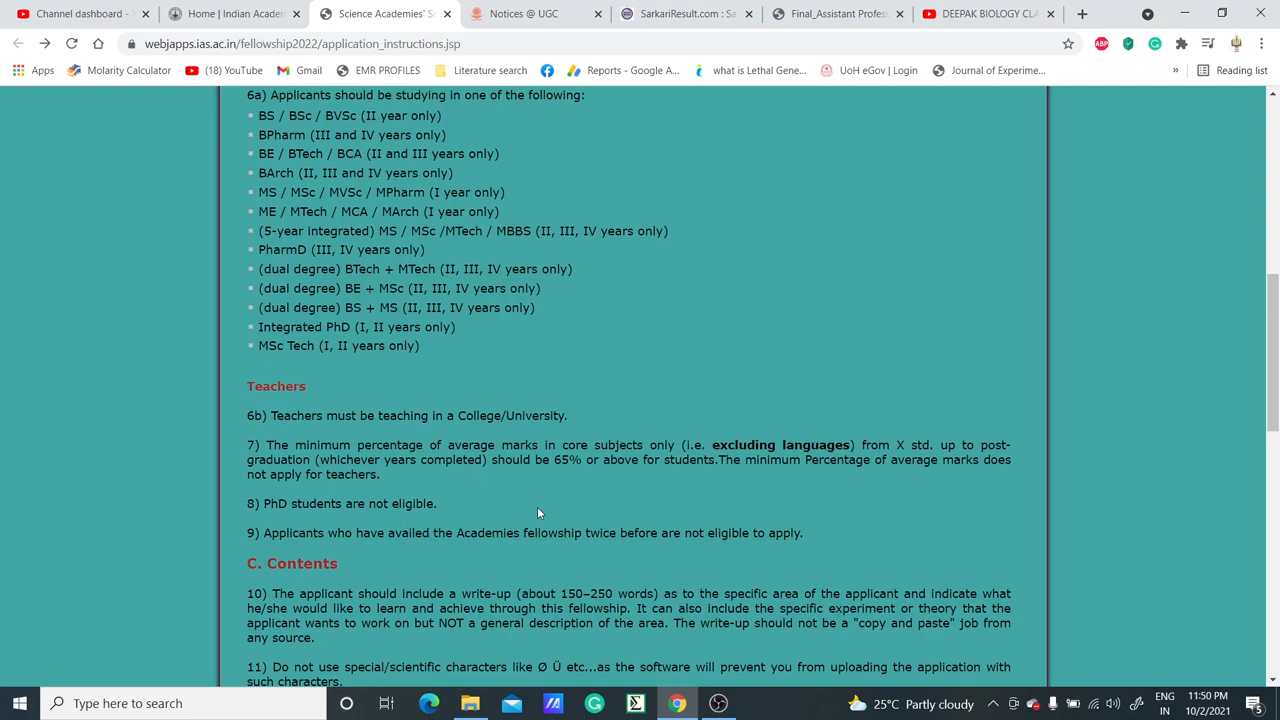 Channel dashboard - Y
Home | Indian Academ
Science Academies' Su
Notices @ UGC
SarkariResult.com : Sa
Final_Assistant Profess
DEEPAK BIOLOGY CLA
webjapps.ias.ac.in/fellowship2022/application_instructions.jsp
ABP
Apps
Molarity Calculator
(18) YouTube
Gmail
EMR PROFILES
Literature search
Reports - Google A...
what is Lethal Gene...
UoH eGov | Login
Journal of Experime...
»
Reading list
6a) Applicants should be studying in one of the following:
BS / BSc / BVSc (II year only)
BPharm (III and IV years only)
BE / BTech / BCA (II and III years only)
BArch (II, III and IV years only)
MS / MSc / MVSc / MPharm (I year only)
ME / MTech / MCA / MArch (I year only)
(5-year integrated) MS / MSc /MTech / MBBS (II, III, IV years only)
PharmD (III, IV years only)
(dual degree) BTech + MTech (II, III, IV years only)
(dual degree) BE + MSc (II, III, IV years only)
(dual degree) BS + MS (II, III, IV years only)
Integrated PhD (I, II years only)
MSc Tech (I, II years only)
Teachers
6b) Teachers must be teaching in a College/University.
7) The minimum percentage of average marks in core subjects only (i.e. excluding languages) from X std. up to post-
graduation (whichever years completed) should be 65% or above for students.The minimum Percentage of average marks does
not apply for teachers.
8) PhD students are not eligible.
9) Applicants who have availed the Academies fellowship twice before are not eligible to apply.
C. Contents
10) The applicant should include a write-up (about 150–250 words) as to the specific area of the applicant and indicate what
he/she would like to learn and achieve through this fellowship. It can also include the specific experiment or theory that the
applicant wants to work on but NOT a general description of the area. The write-up should not be a "copy and paste" job from
any source.
11) Do not use special/scientific characters like Ø Ü etc...as the software will prevent you from uploading the application with
such characters.
Type here to search
25°C Partly cloudy
ENG
IN
11:50 PM
10/2/2021